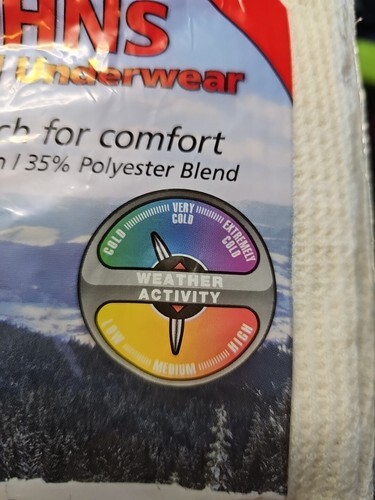 HNS
Underwear
ch for comfort
n / 35% Polyester Blend
COLD
VERY
COLD
EXTREMELY
COLD
WEATHER
ACTIVITY
LOW
MEDIUM
HIGH